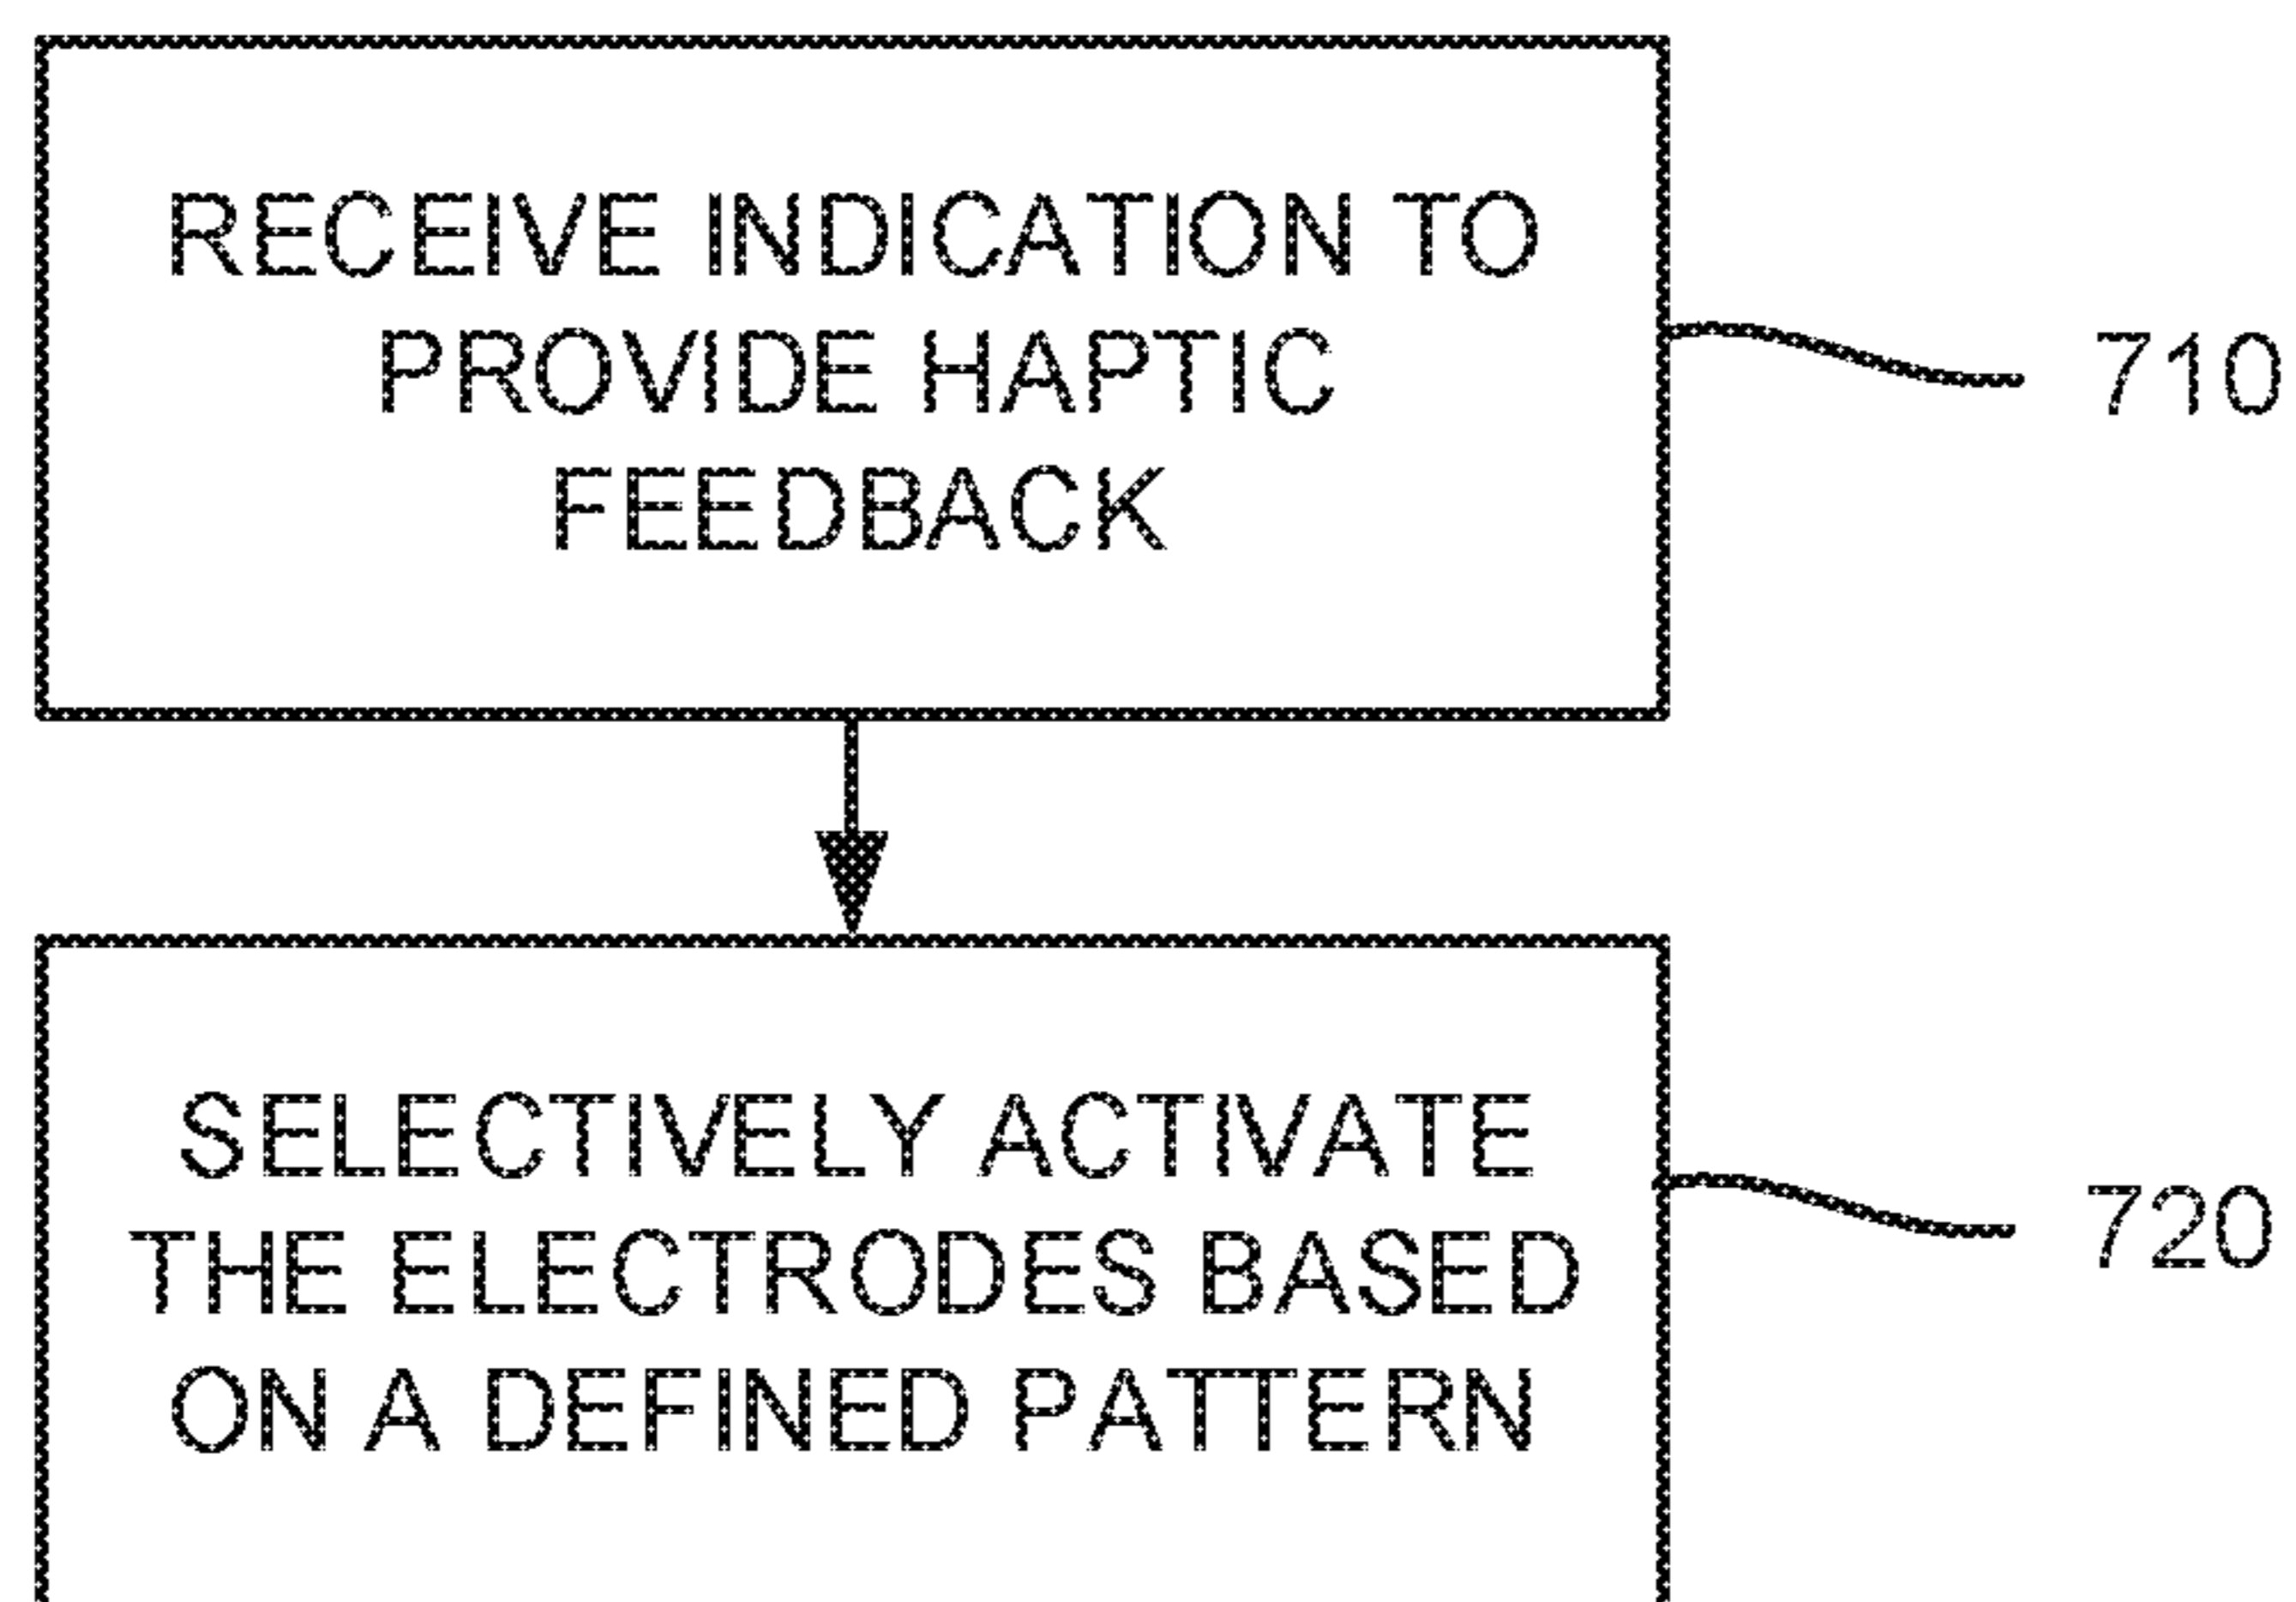 RECEIVE INDICATION TO
PROVIDE HAPTIC
FEEDBACK
710
SELECTIVELY ACTIVATE
THE ELECTRODES BASED
ON A DEFINED PATTERN
720